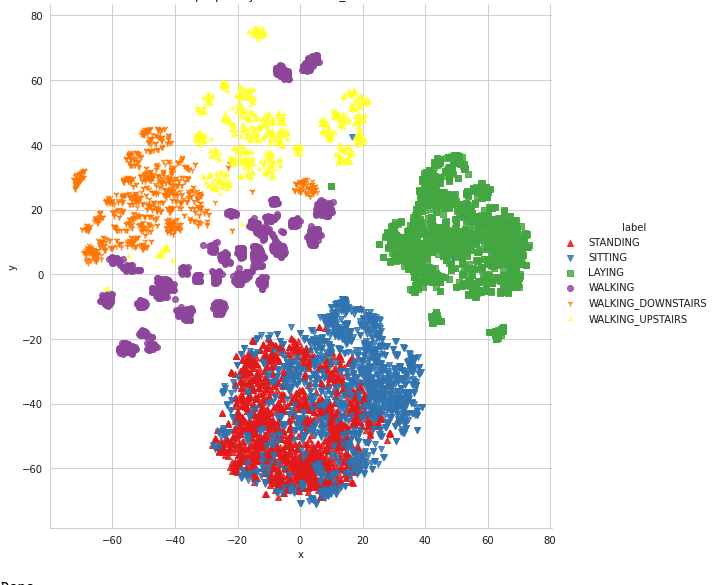 80
60
40
20
0
−20
−40
−60
y
−60 −40 −20 0 20 40 60 80
x
label
STANDING
SITTING
LAYING
WALKING
WALKING_DOWNSTAIRS
WALKING_UPSTAIRS